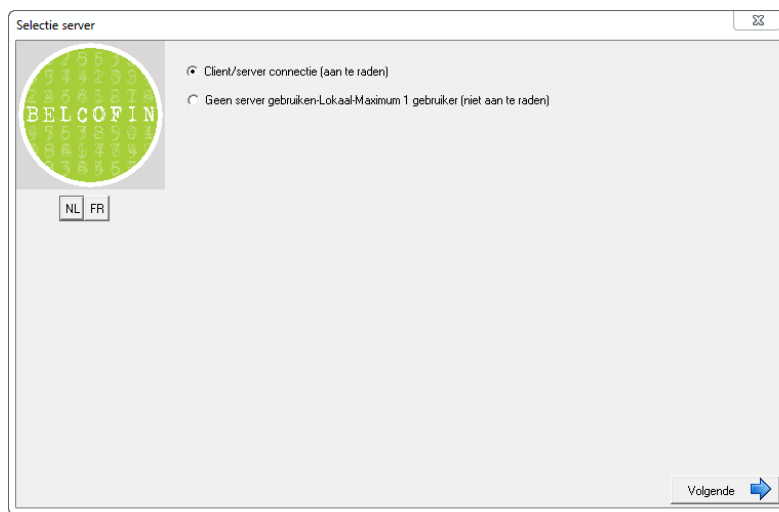 Selectie server
Client/server connectie (aan te raden)
Geen server gebruiken-Lokaal-Maximum 1 gebruiker (niet aan te raden)
BELCOFIN
NL FR
Volgende